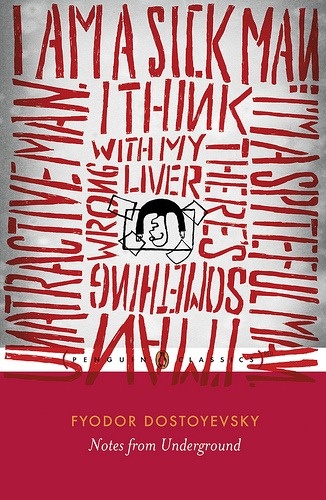 I AM A SICK MAN:
I'M A SPITEFUL MAN.
I'M AN
UNATRACTIVE MAN.
I THINK
THERE'S
SOMETHING
WRONG
WITH MY
LIVER
PENGUIN CLASSICS
FYODOR DOSTOYEVSKY
Notes from Underground